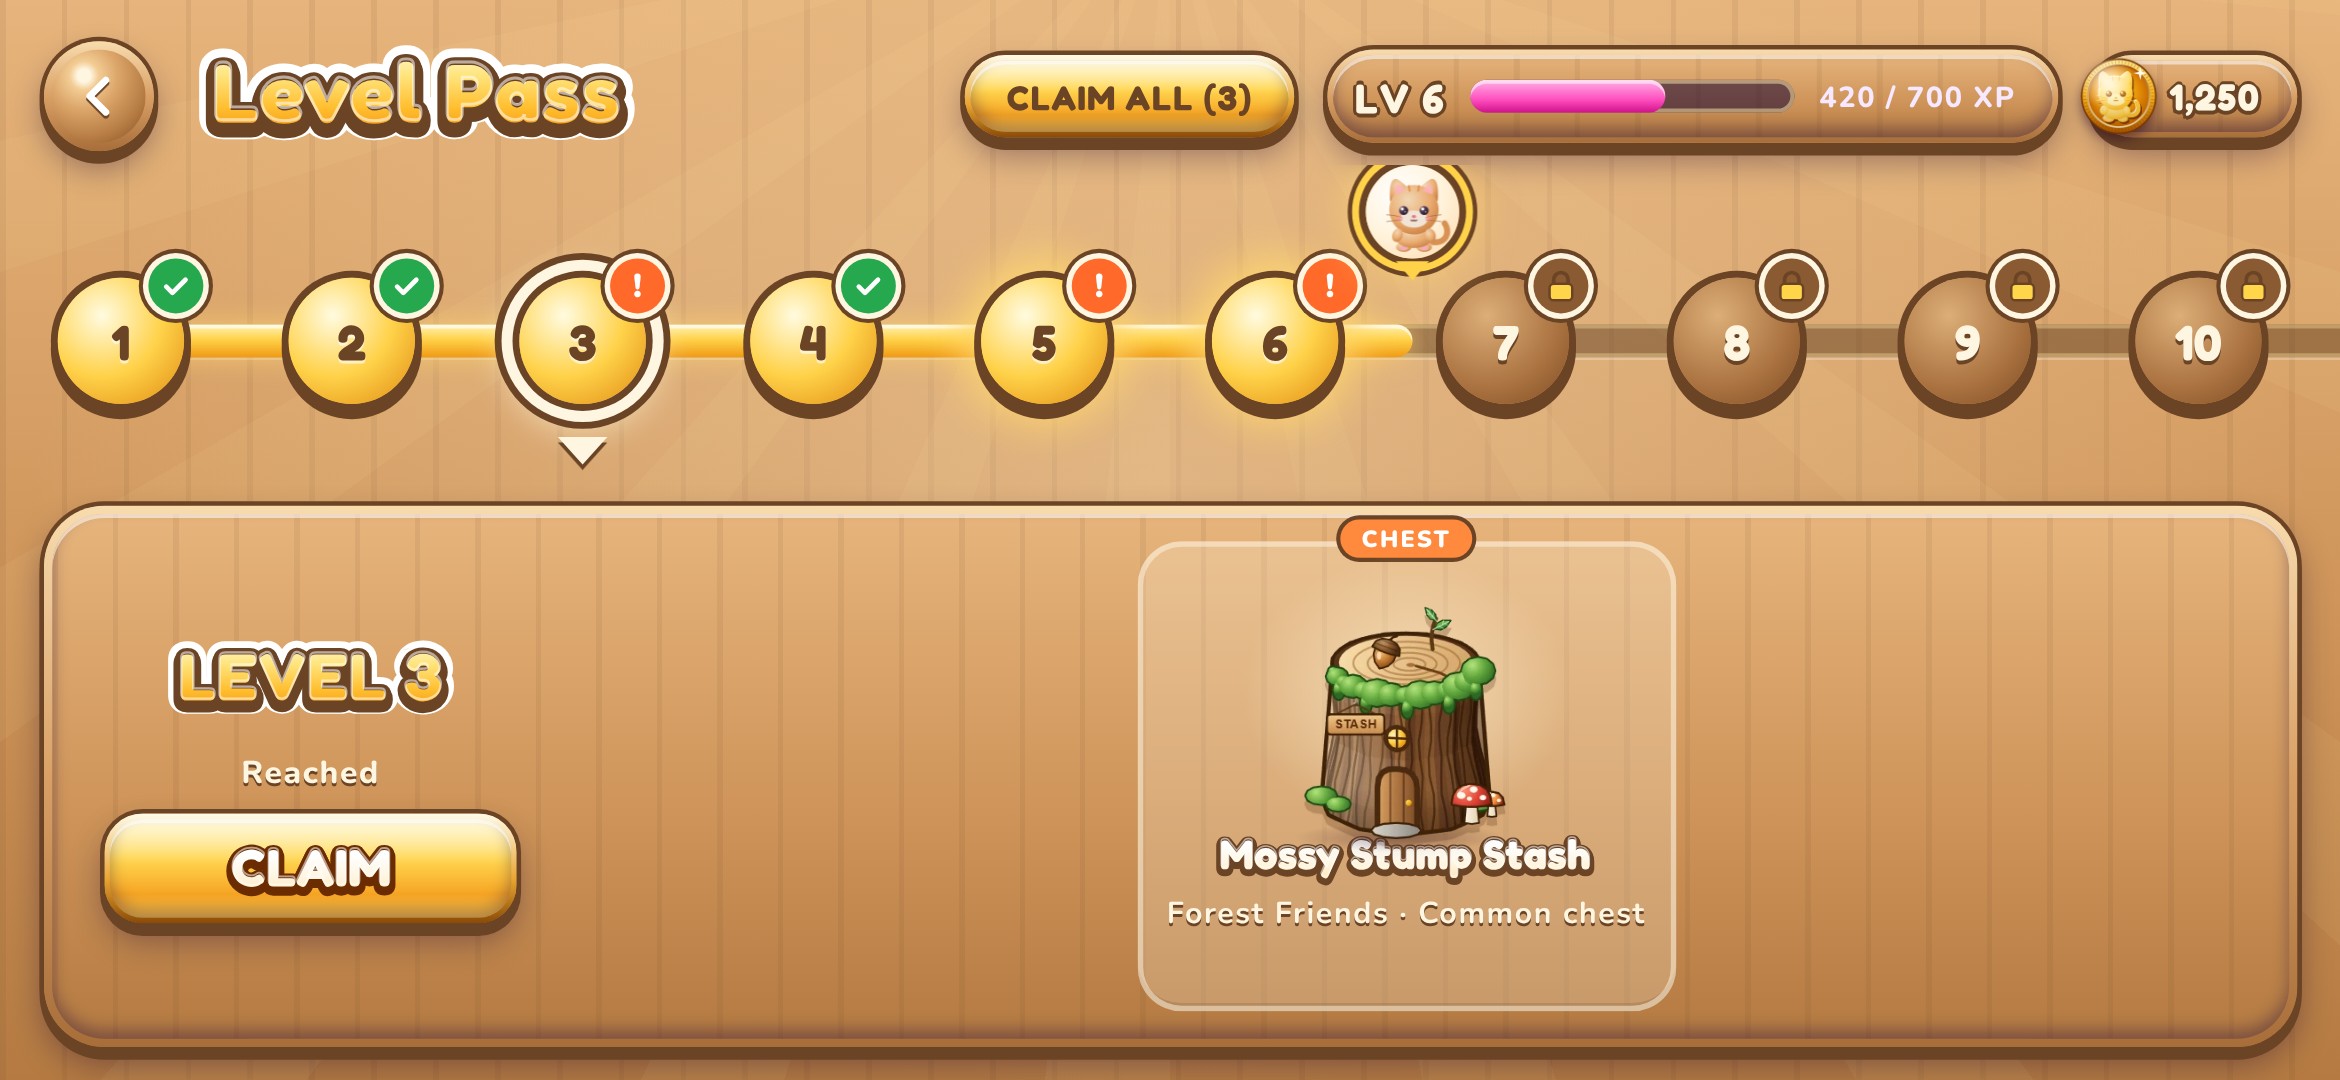 Level Pass
CLAIM ALL (3)
LV 6
420 / 700 XP
1,250
1
2
3
!
4
5
!
6
!
7
8
9
10
CHEST
STASH
LEVEL 3
Reached
CLAIM
Mossy Stump Stash
Forest Friends · Common chest